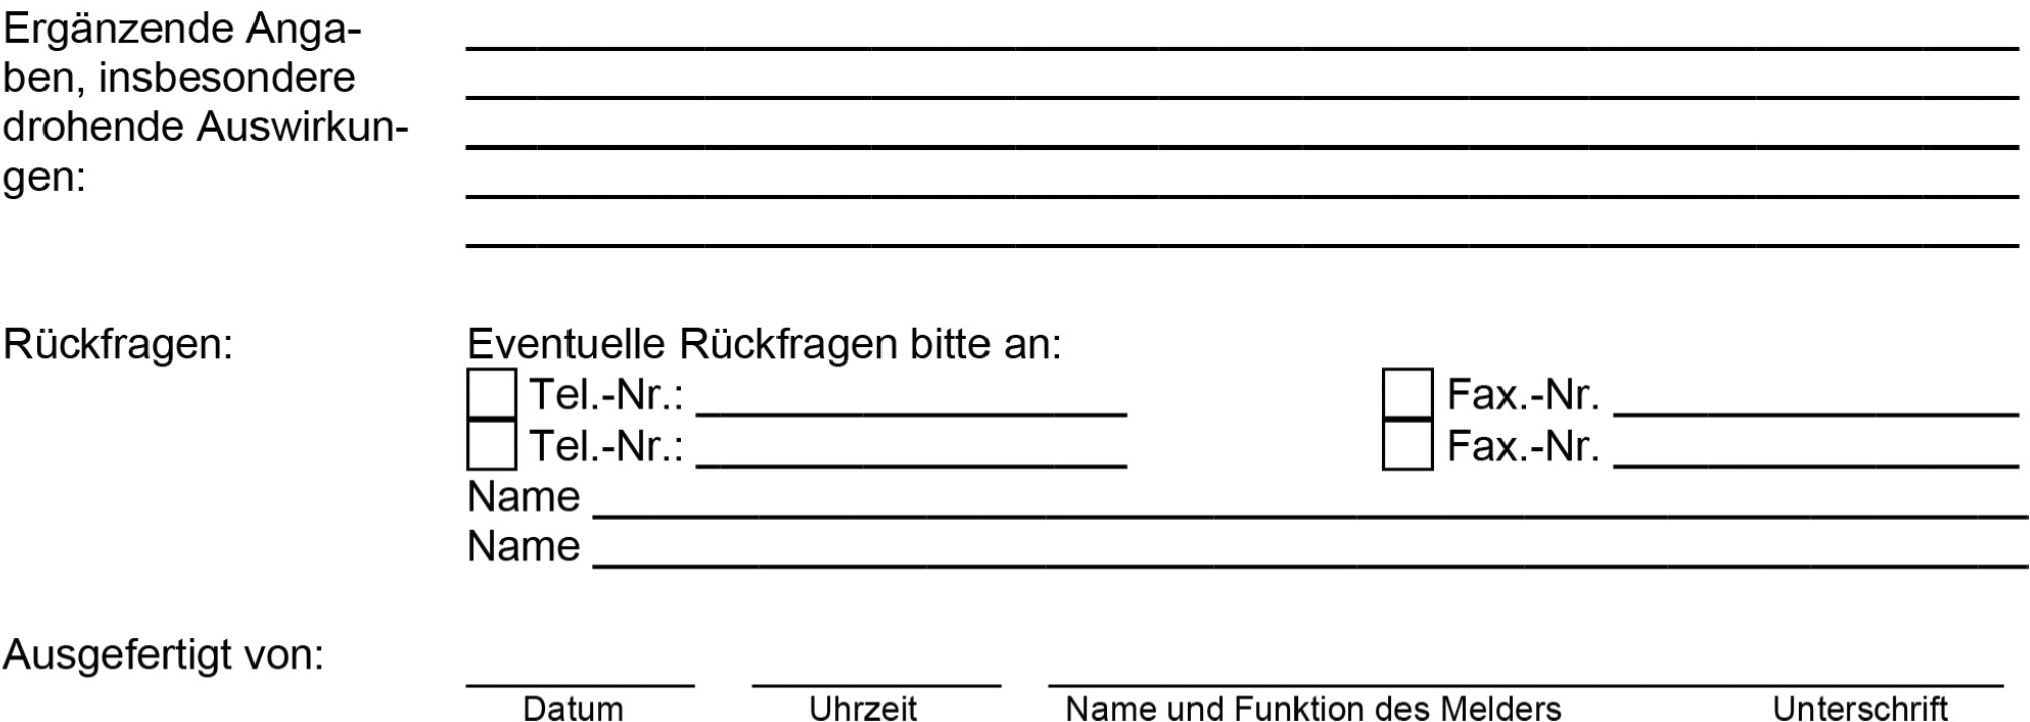 Ergänzende Anga-
ben, insbesondere
drohende Auswirkun-
gen:
Rückfragen: Eventuelle Rückfragen bitte an:
Tel.-Nr.: Fax.-Nr.
Tel.-Nr.: Fax.-Nr.
Name
Name
Ausgefertigt von:
Datum Uhrzeit Name und Funktion des Melders Unterschrift